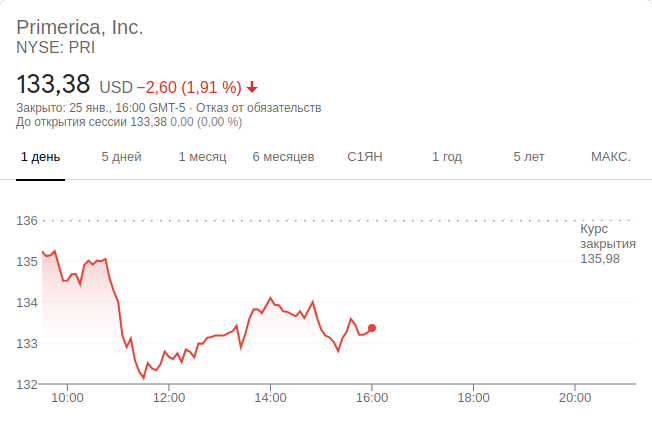 Primerica, Inc.
NYSE: PRI
133,38 USD −2,60 (1,91 %)
Закрыто: 25 янв., 16:00 GMT-5 · Отказ от обязательств
До открытия сессии 133,38 0,00 (0,00 %)
1 день 5 дней 1 месяц 6 месяцев С1ЯН 1 год 5 лет МАКС.
136
Курс
закрытия
135,98
135
134
133
132
10:00 12:00 14:00 16:00 18:00 20:00